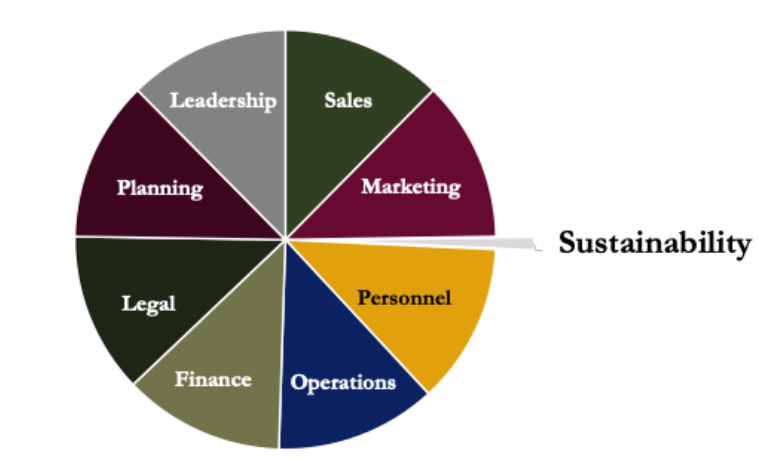 Leadership
Sales
Planning
Marketing
Sustainability
Legal
Personnel
Finance
Operations